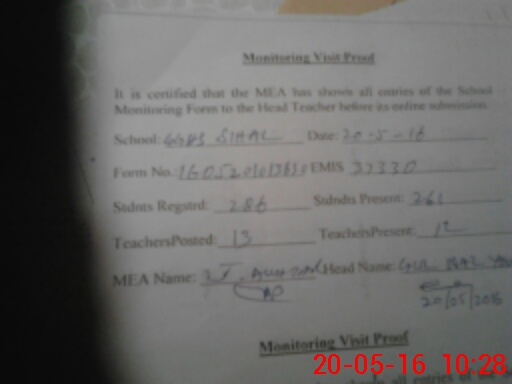 Monitoring Visit Proof
It is certified that the MEA has shown all entries of the School
Monitoring Form to the Head Teacher before its online submission.
School: GGHS SIHAL Date: 20-5-16
Form No.: EMIS 37330
Stdnts Regstrd: 286 Stdndts Present: 261
TeachersPosted: 13 TeachersPresent: 12
MEA Name: Head Name: GUL
20/05/2016
Monitoring Visit Proof
20-05-16 10:28